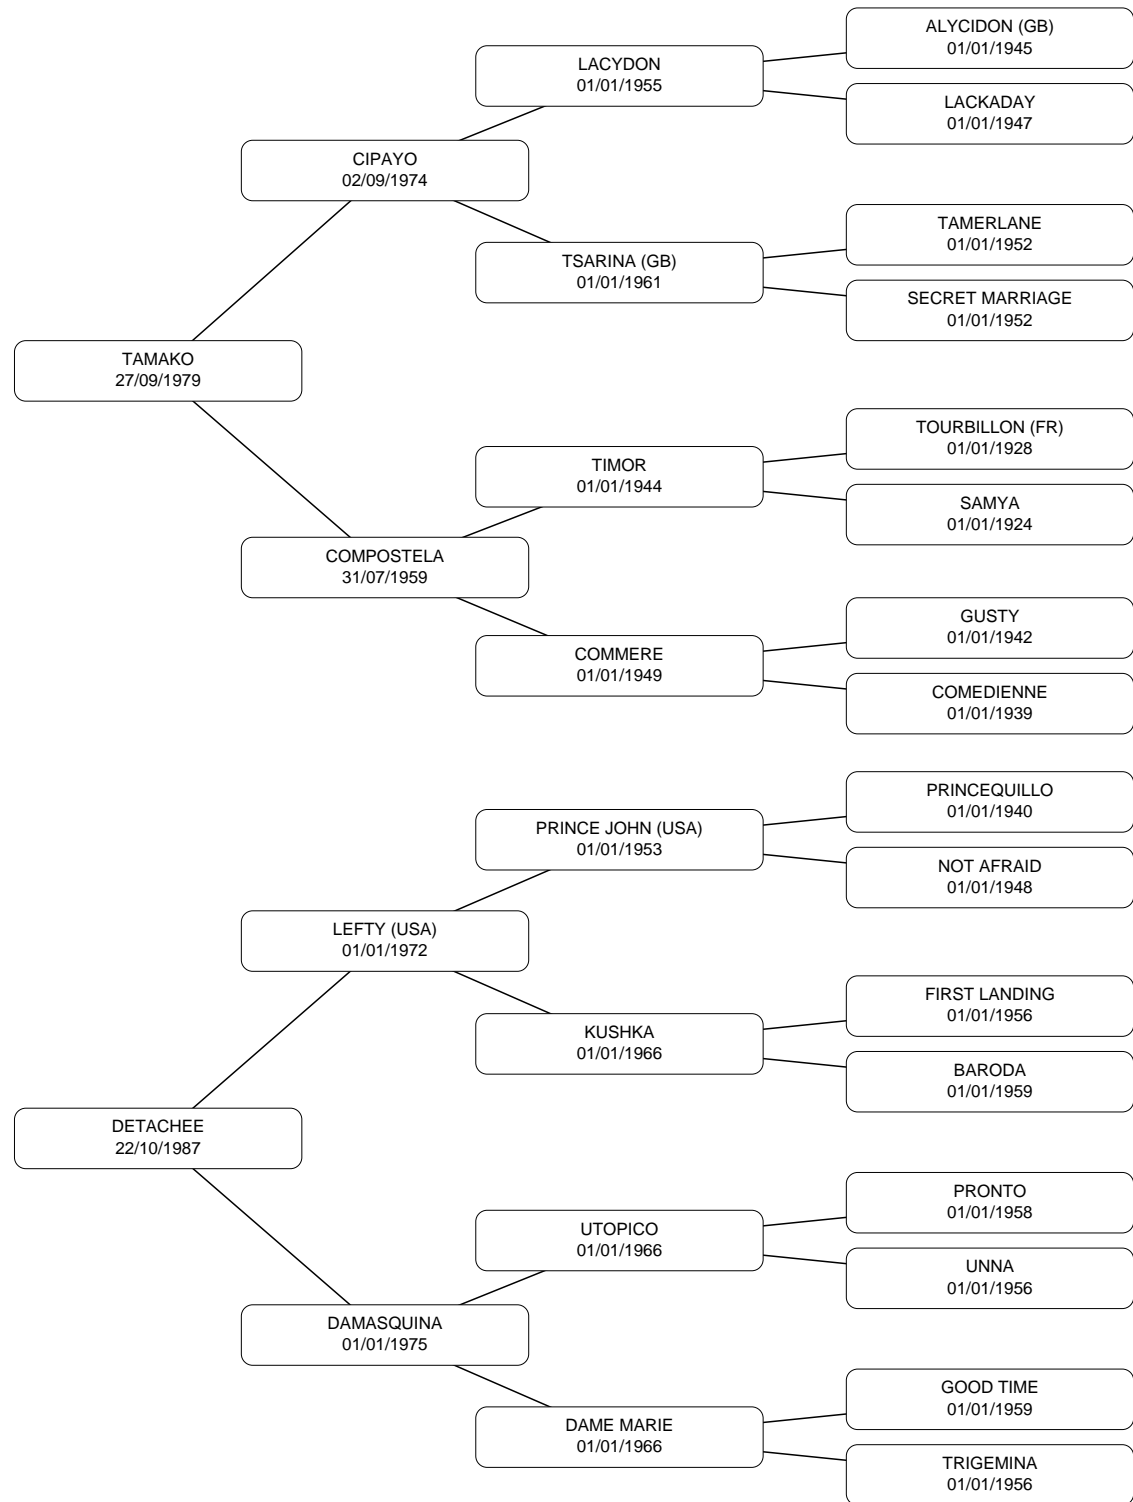 ALYCIDON (GB)
01/01/1945
LACYDON
01/01/1955
LACKADAY
01/01/1947
CIPAYO
02/09/1974
TAMERLANE
01/01/1952
TSARINA (GB)
01/01/1961
SECRET MARRIAGE
01/01/1952
TAMAKO
27/09/1979
TOURBILLON (FR)
01/01/1928
TIMOR
01/01/1944
SAMYA
01/01/1924
COMPOSTELA
31/07/1959
GUSTY
01/01/1942
COMMERE
01/01/1949
COMEDIENNE
01/01/1939
PRINCEQUILLO
01/01/1940
PRINCE JOHN (USA)
01/01/1953
NOT AFRAID
01/01/1948
LEFTY (USA)
01/01/1972
FIRST LANDING
01/01/1956
KUSHKA
01/01/1966
BARODA
01/01/1959
DETACHEE
22/10/1987
PRONTO
01/01/1958
UTOPICO
01/01/1966
UNNA
01/01/1956
DAMASQUINA
01/01/1975
GOOD TIME
01/01/1959
DAME MARIE
01/01/1966
TRIGEMINA
01/01/1956